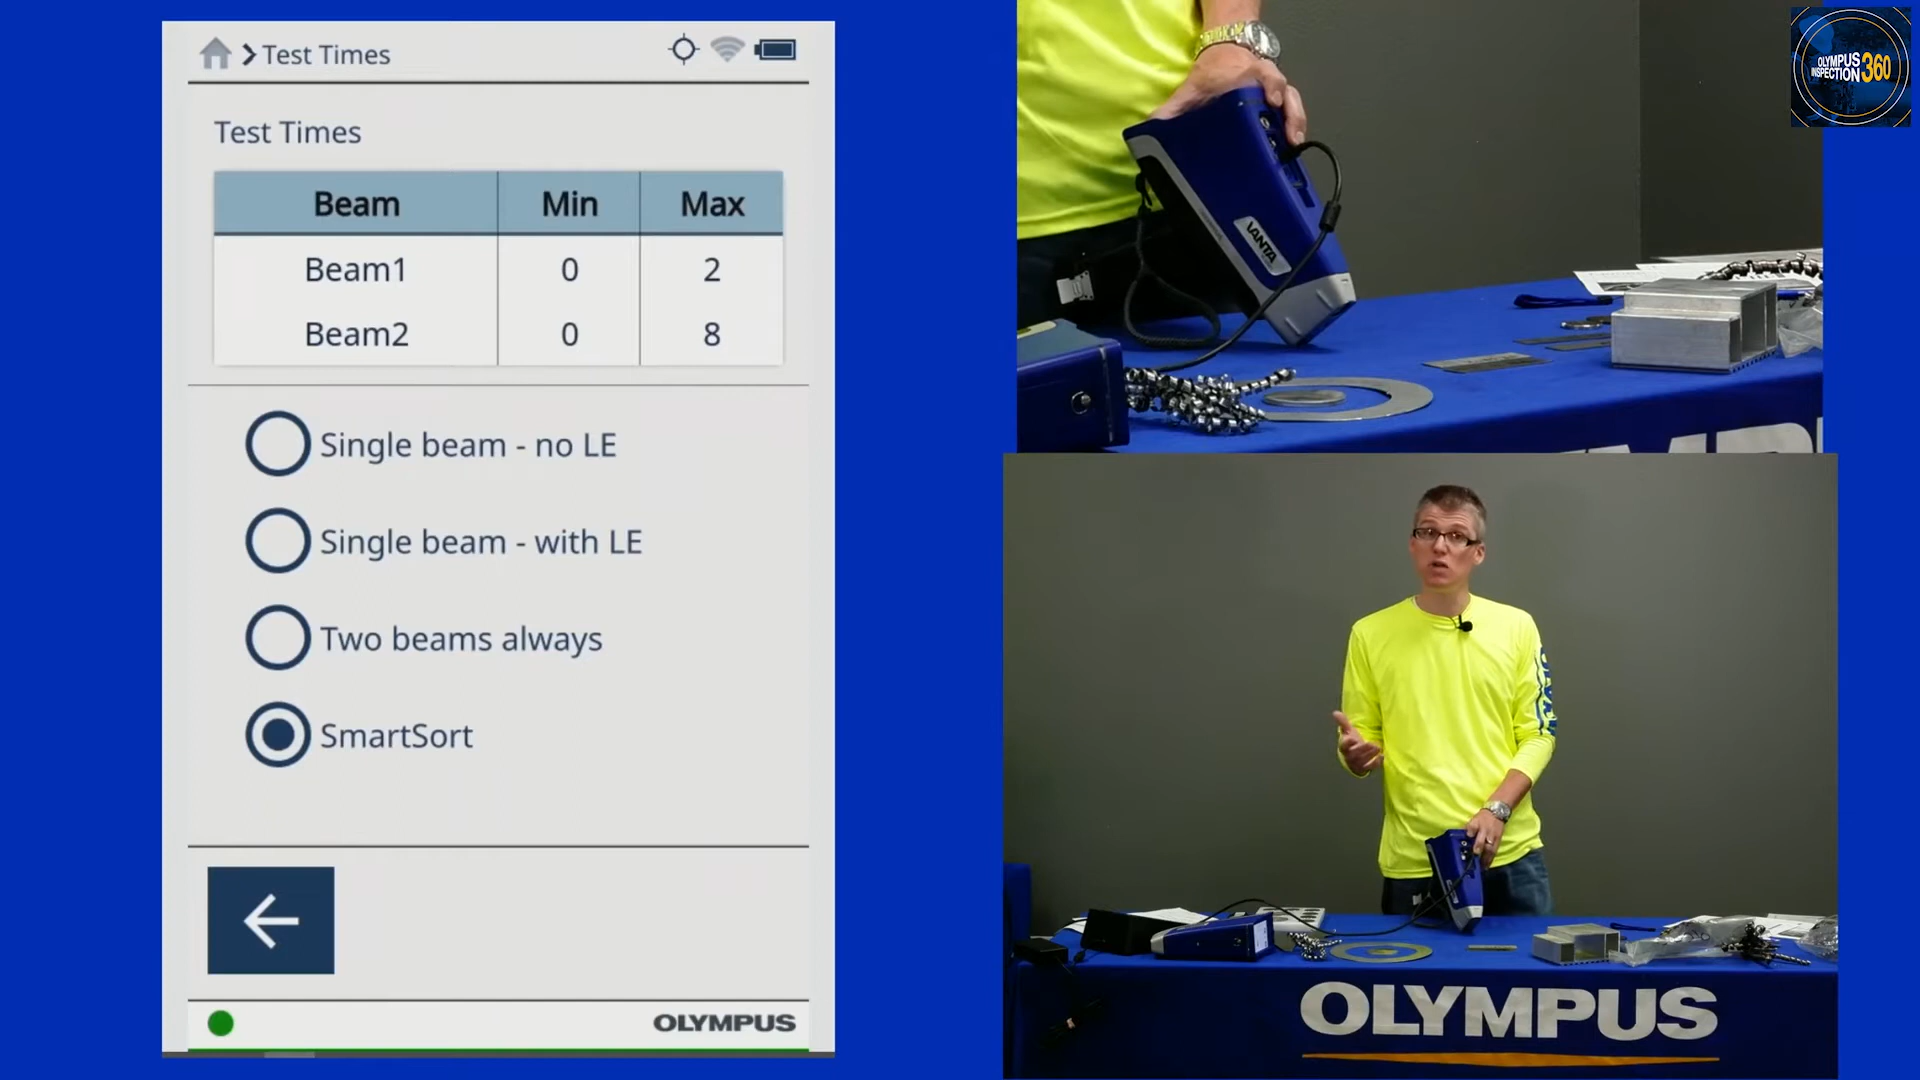 Test Times
Test Times
Beam Min Max
Beam1 0 2
Beam2 0 8
Single beam - no LE
Single beam - with LE
Two beams always
SmartSort
OLYMPUS
VANTA
OLYMPUS
INSPECTION 360
OLYMPUS